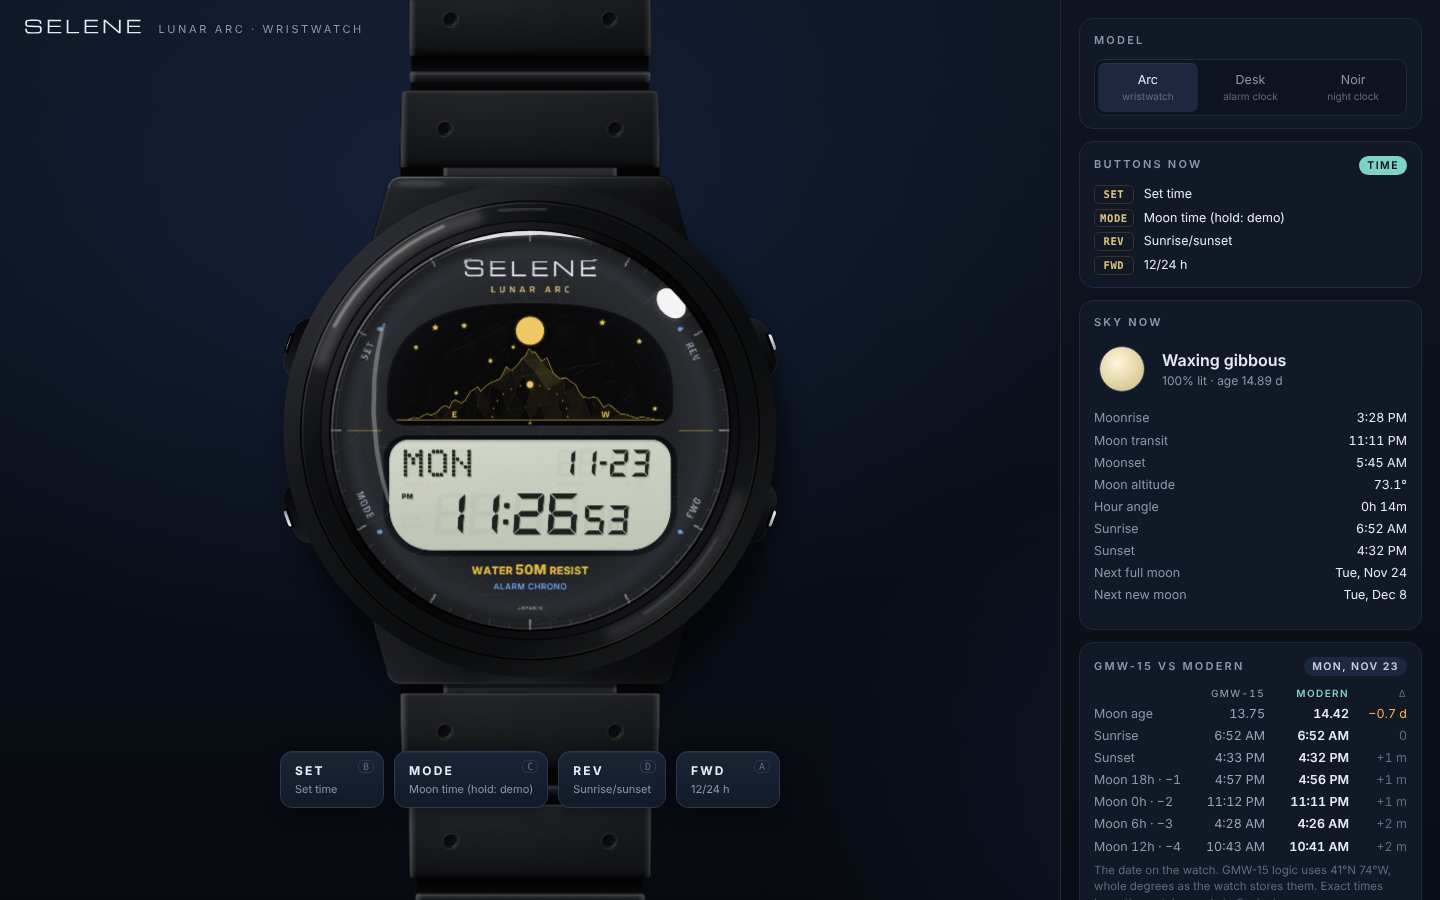 SELENE LUNAR ARC · WRISTWATCH
SELENE
LUNAR ARC
SET
REV
E
W
MON 11-23
PM 11:26 53
MODE
FWD
WATER 50M RESIST
ALARM CHRONO
SET B
Set time
MODE C
Moon time (hold: demo)
REV D
Sunrise/sunset
FWD A
12/24 h
MODEL
Arc
wristwatch
Desk
alarm clock
Noir
night clock
BUTTONS NOW TIME
SET Set time
MODE Moon time (hold: demo)
REV Sunrise/sunset
FWD 12/24 h
SKY NOW
Waxing gibbous
100% lit · age 14.89 d
Moonrise 3:28 PM
Moon transit 11:11 PM
Moonset 5:45 AM
Moon altitude 73.1°
Hour angle 0h 14m
Sunrise 6:52 AM
Sunset 4:32 PM
Next full moon Tue, Nov 24
Next new moon Tue, Dec 8
GMW-15 VS MODERN MON, NOV 23
GMW-15 MODERN Δ
Moon age 13.75 14.42 −0.7 d
Sunrise 6:52 AM 6:52 AM 0
Sunset 4:33 PM 4:32 PM +1 m
Moon 18h · −1 4:57 PM 4:56 PM +1 m
Moon 0h · −2 11:12 PM 11:11 PM +1 m
Moon 6h · −3 4:28 AM 4:26 AM +2 m
Moon 12h · −4 10:43 AM 10:41 AM +2 m
The date on the watch. GMW-15 logic uses 41°N 74°W,
whole degrees as the watch stores them. Exact times